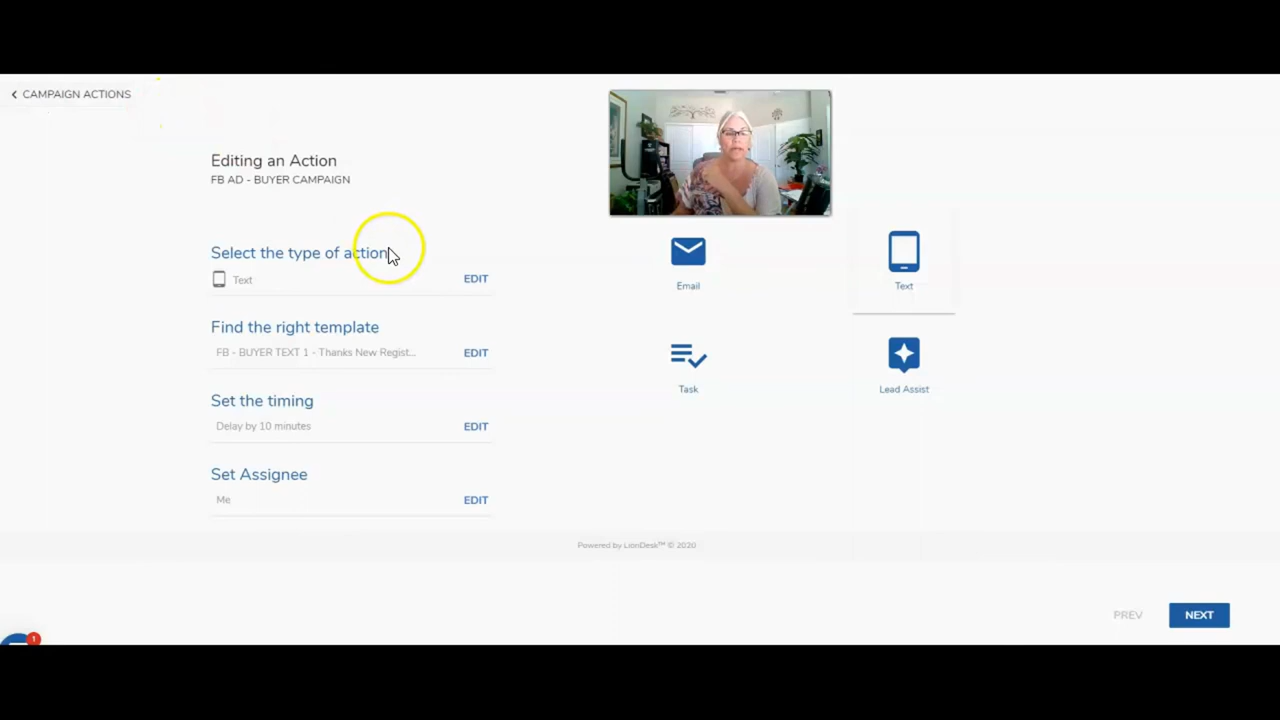 CAMPAIGN ACTIONS
Editing an Action
FB AD - BUYER CAMPAIGN
Select the type of action
Text
EDIT
Find the right template
FB - BUYER TEXT 1 - Thanks New Regist...
EDIT
Set the timing
Delay by 10 minutes
EDIT
Set Assignee
Me
EDIT
Email
Text
Task
Lead Assist
Powered by LionDesk™ © 2020
PREV
NEXT
1